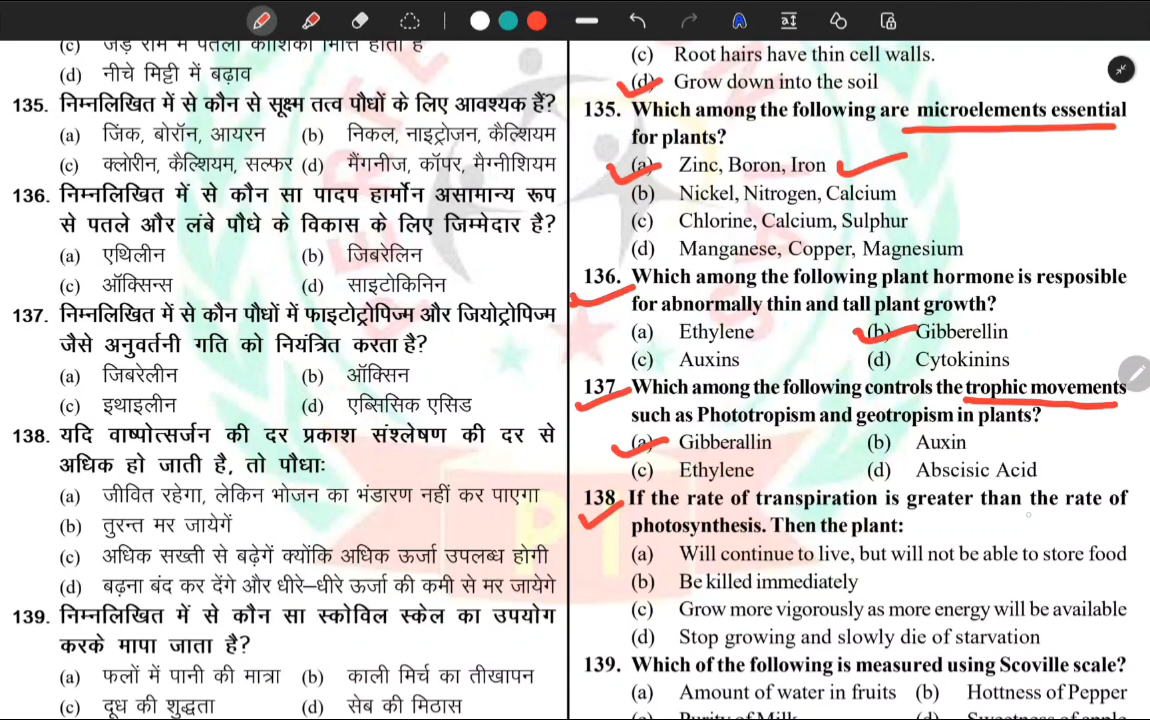 (c) जड़ रोम में पतली कोशिका भित्ति होती है
(d) नीचे मिट्टी में बढ़ाव
135. निम्नलिखित में से कौन से सूक्ष्म तत्व पौधों के लिए आवश्यक हैं?
(a) जिंक, बोरॉन, आयरन (b) निकल, नाइट्रोजन, कैल्शियम
(c) क्लोरीन, कैल्शियम, सल्फर (d) मैंगनीज, कॉपर, मैग्नीशियम
136. निम्नलिखित में से कौन सा पादप हार्मोन असामान्य रूप
से पतले और लंबे पौधे के विकास के लिए जिम्मेदार है?
(a) एथिलीन (b) जिबरेलिन
(c) ऑक्सिन्स (d) साइटोकिनिन
137. निम्नलिखित में से कौन पौधों में फाइटोट्रोपिज्म और जियोट्रोपिज्म
जैसे अनुवर्तनी गति को नियंत्रित करता है?
(a) जिबरेलीन (b) ऑक्सिन
(c) इथाइलीन (d) एब्सिसिक एसिड
138. यदि वाष्पोत्सर्जन की दर प्रकाश संश्लेषण की दर से
अधिक हो जाती है, तो पौधाः
(a) जीवित रहेगा, लेकिन भोजन का भंडारण नहीं कर पाएगा
(b) तुरन्त मर जायेगें
(c) अधिक सख्ती से बढ़ेगें क्योंकि अधिक ऊर्जा उपलब्ध होगी
(d) बढ़ना बंद कर देंगे और धीरे–धीरे ऊर्जा की कमी से मर जायेगे
139. निम्नलिखित में से कौन सा स्कोविल स्केल का उपयोग
करके मापा जाता है?
(a) फलों में पानी की मात्रा (b) काली मिर्च का तीखापन
(c) दूध की शुद्धता (d) सेब की मिठास
(c) Root hairs have thin cell walls.
(d) Grow down into the soil
135. Which among the following are microelements essential
for plants?
(a) Zinc, Boron, Iron
(b) Nickel, Nitrogen, Calcium
(c) Chlorine, Calcium, Sulphur
(d) Manganese, Copper, Magnesium
136. Which among the following plant hormone is resposible
for abnormally thin and tall plant growth?
(a) Ethylene (b) Gibberellin
(c) Auxins (d) Cytokinins
137. Which among the following controls the trophic movements
such as Phototropism and geotropism in plants?
(a) Gibberallin (b) Auxin
(c) Ethylene (d) Abscisic Acid
138. If the rate of transpiration is greater than the rate of
photosynthesis. Then the plant:
(a) Will continue to live, but will not be able to store food
(b) Be killed immediately
(c) Grow more vigorously as more energy will be available
(d) Stop growing and slowly die of starvation
139. Which of the following is measured using Scoville scale?
(a) Amount of water in fruits (b) Hottness of Pepper
(c) Purity of Milk (d) Sweetness of apple